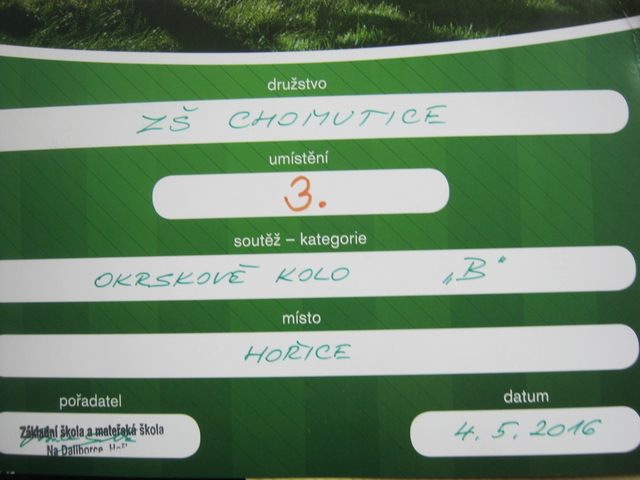 družstvo
ZŠ CHOMUTICE
umístění
3.
soutěž – kategorie
OKRSKOVÉ KOLO „B"
místo
HOŘICE
pořadatel
Základní škola a mateřská škola
Na Daliborce,
datum
4. 5. 2016